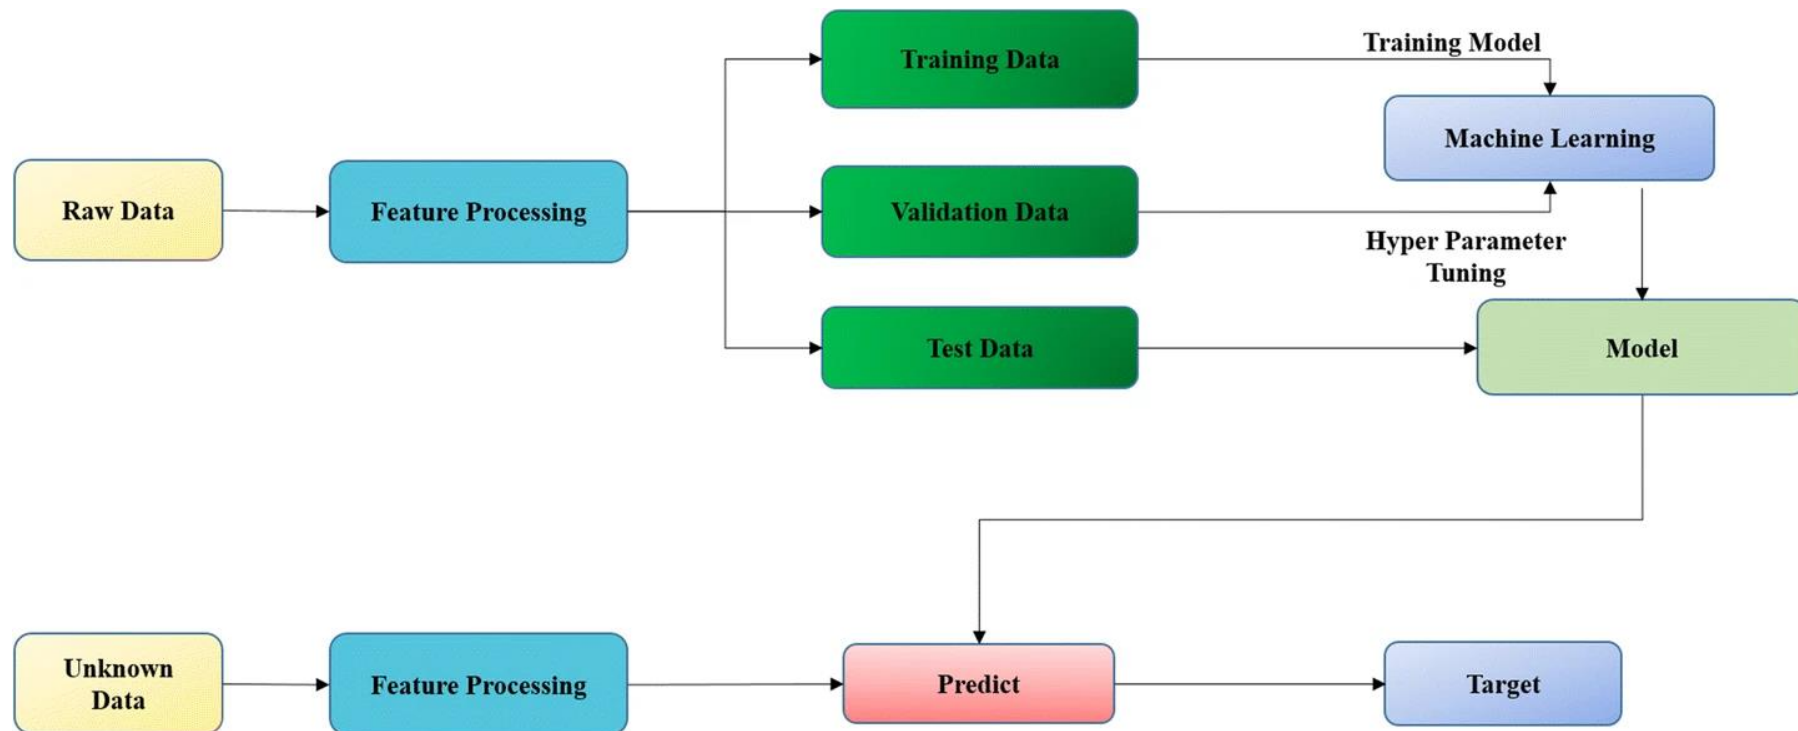 Training Data
Training Model
Machine Learning
Raw Data
Feature Processing
Validation Data
Hyper Parameter
Tuning
Test Data
Model
Unknown
Data
Feature Processing
Predict
Target